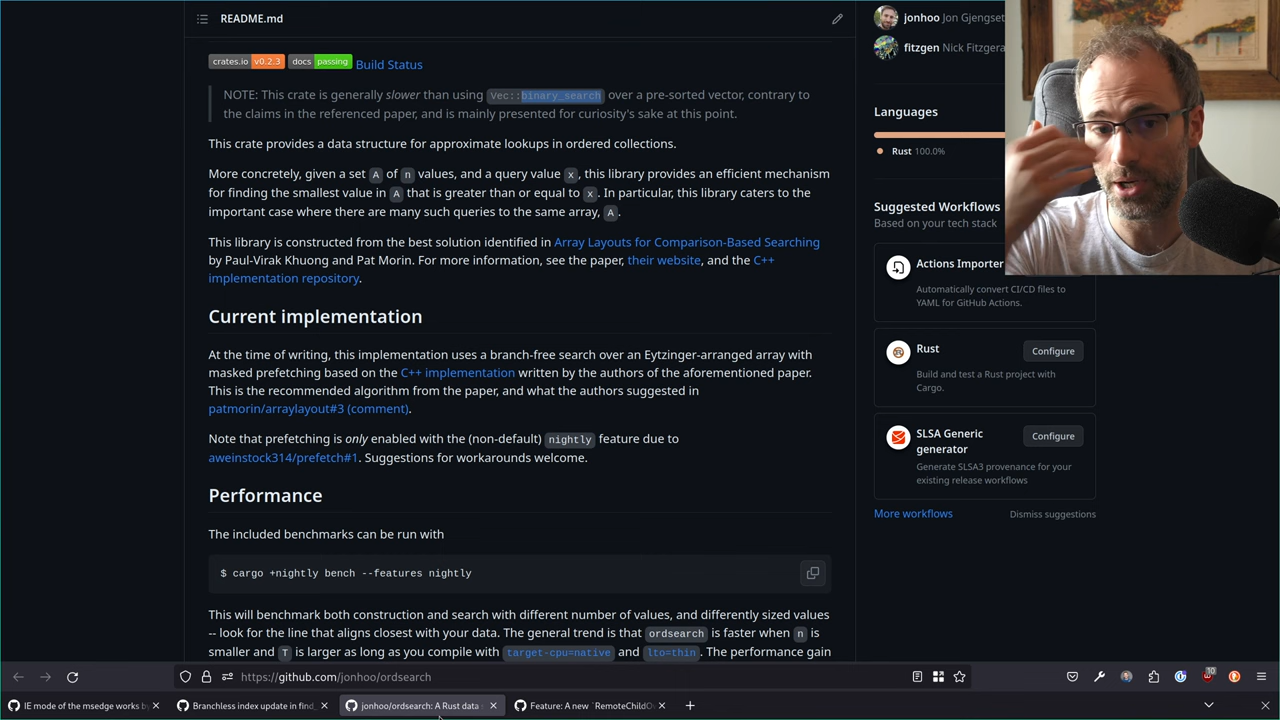 README.md
crates.io v0.2.3 docs passing Build Status
NOTE: This crate is generally slower than using Vec::binary_search over a pre-sorted vector, contrary to
the claims in the referenced paper, and is mainly presented for curiosity's sake at this point.
This crate provides a data structure for approximate lookups in ordered collections.
More concretely, given a set A of n values, and a query value x, this library provides an efficient mechanism
for finding the smallest value in A that is greater than or equal to x. In particular, this library caters to the
important case where there are many such queries to the same array, A.
This library is constructed from the best solution identified in Array Layouts for Comparison-Based Searching
by Paul-Virak Khuong and Pat Morin. For more information, see the paper, their website, and the C++
implementation repository.
Current implementation
At the time of writing, this implementation uses a branch-free search over an Eytzinger-arranged array with
masked prefetching based on the C++ implementation written by the authors of the aforementioned paper.
This is the recommended algorithm from the paper, and what the authors suggested in
patmorin/arraylayout#3 (comment).
Note that prefetching is only enabled with the (non-default) nightly feature due to
aweinstock314/prefetch#1. Suggestions for workarounds welcome.
Performance
The included benchmarks can be run with
$ cargo +nightly bench --features nightly
This will benchmark both construction and search with different number of values, and differently sized values
-- look for the line that aligns closest with your data. The general trend is that ordsearch is faster when n is
smaller and T is larger as long as you compile with target-cpu=native and lto=thin. The performance gain
jonhoo Jon Gjengset
fitzgen Nick Fitzgera
Languages
Rust 100.0%
Suggested Workflows
Based on your tech stack
Actions Importer
Automatically convert CI/CD files to
YAML for GitHub Actions.
Rust
Configure
Build and test a Rust project with
Cargo.
SLSA Generic
generator
Configure
Generate SLSA3 provenance for your
existing release workflows
More workflows
Dismiss suggestions
https://github.com/jonhoo/ordsearch
10
IE mode of the msedge works by
Branchless index update in find_
jonhoo/ordsearch: A Rust data s
Feature: A new `RemoteChildO